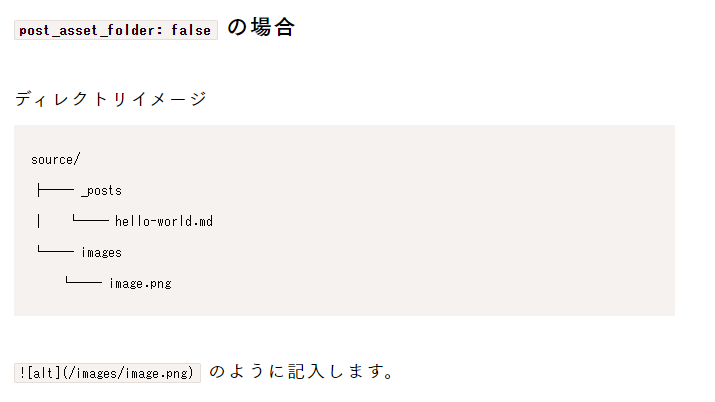 post_asset_folder: false の場合
ディレクトリイメージ
source/
├── _posts
│   └── hello-world.md
└── images
    └── image.png
![alt](/images/image.png) のように記入します。